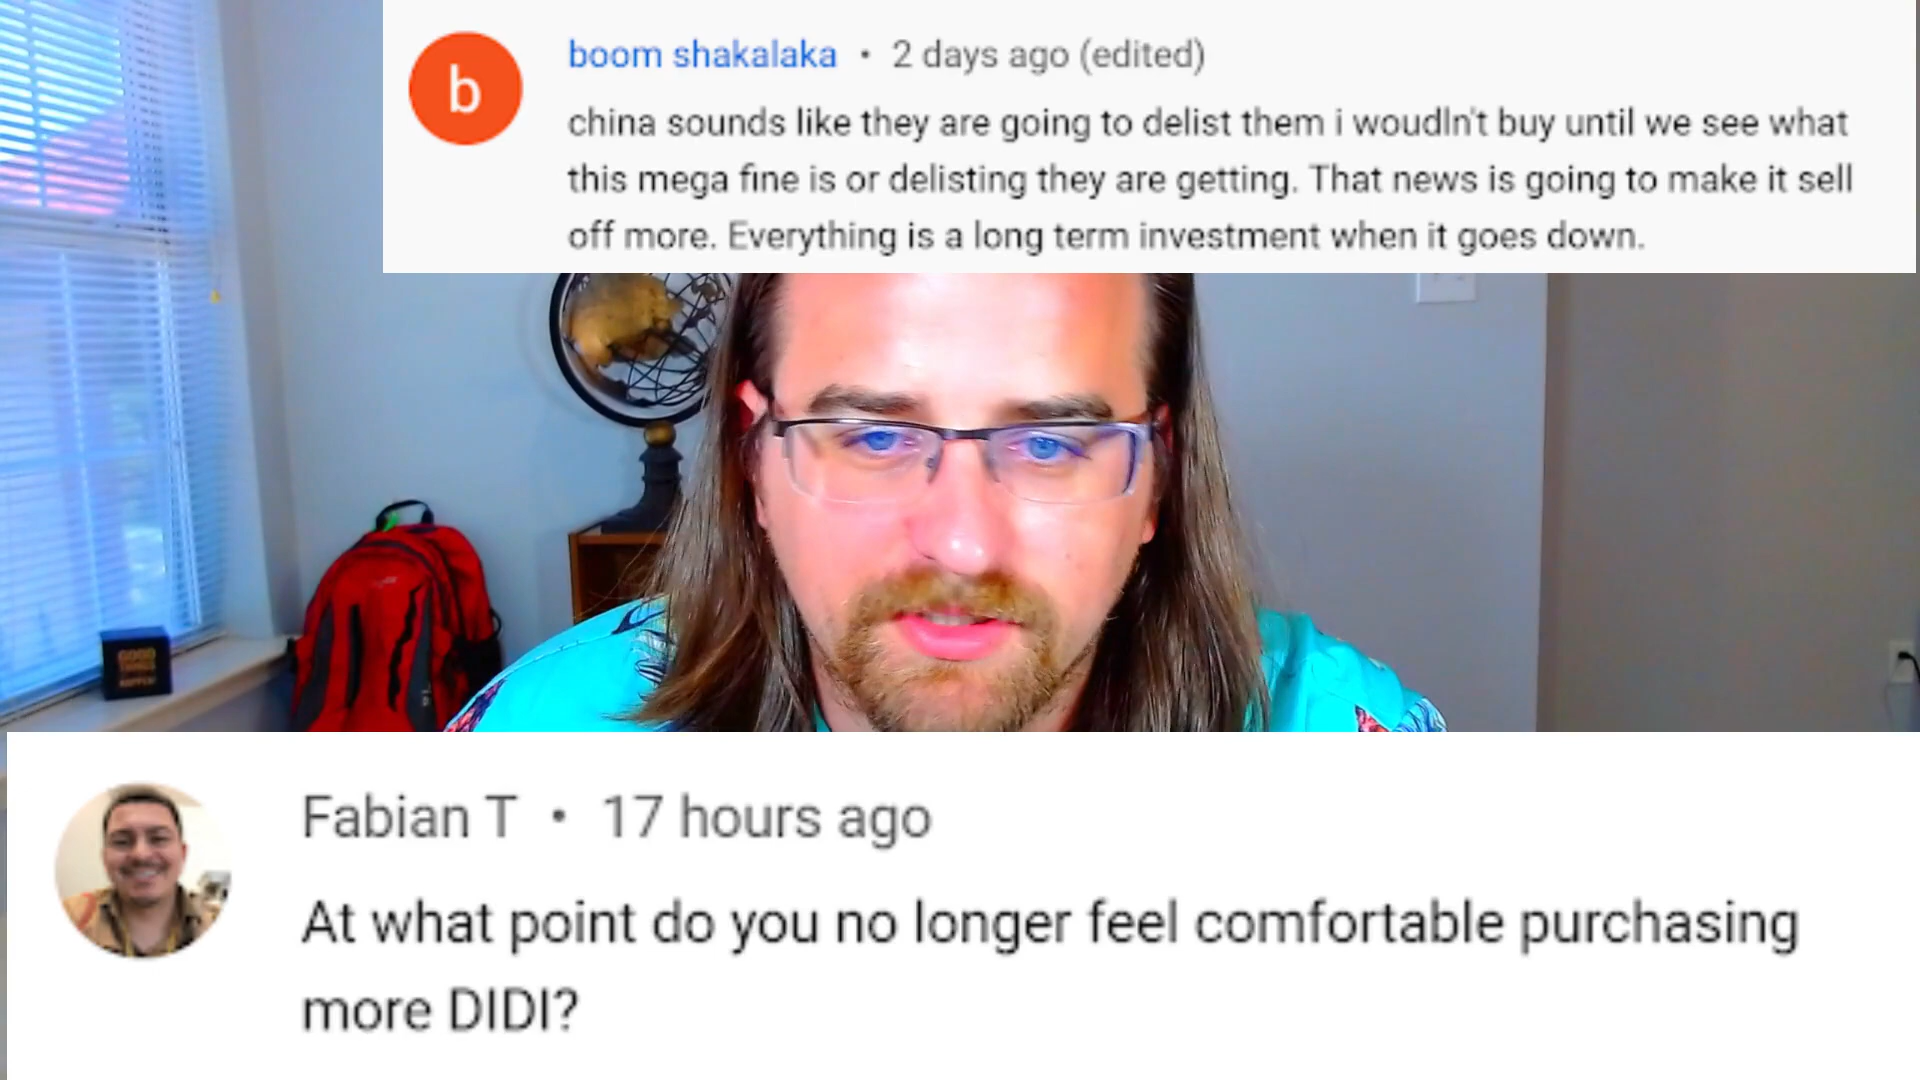 b
boom shakalaka • 2 days ago (edited)
china sounds like they are going to delist them i woudln't buy until we see what
this mega fine is or delisting they are getting. That news is going to make it sell
off more. Everything is a long term investment when it goes down.
GOOD
HAPPEN
Fabian T • 17 hours ago
At what point do you no longer feel comfortable purchasing
more DIDI?